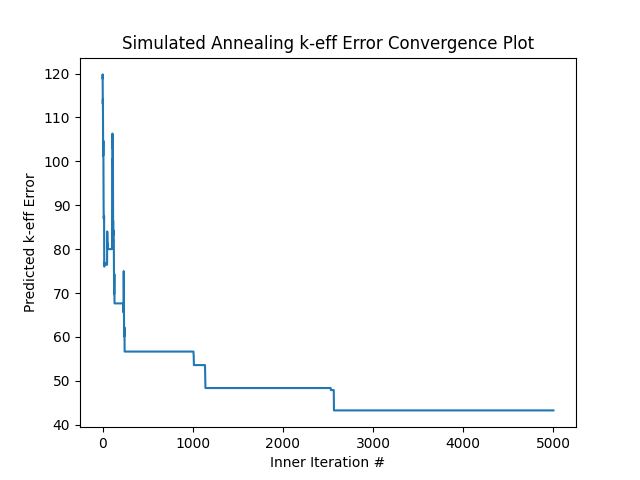 Simulated Annealing k-eff Error Convergence Plot
120
110
100
90
80
70
60
50
40
Predicted k-eff Error
0 1000 2000 3000 4000 5000
Inner Iteration #